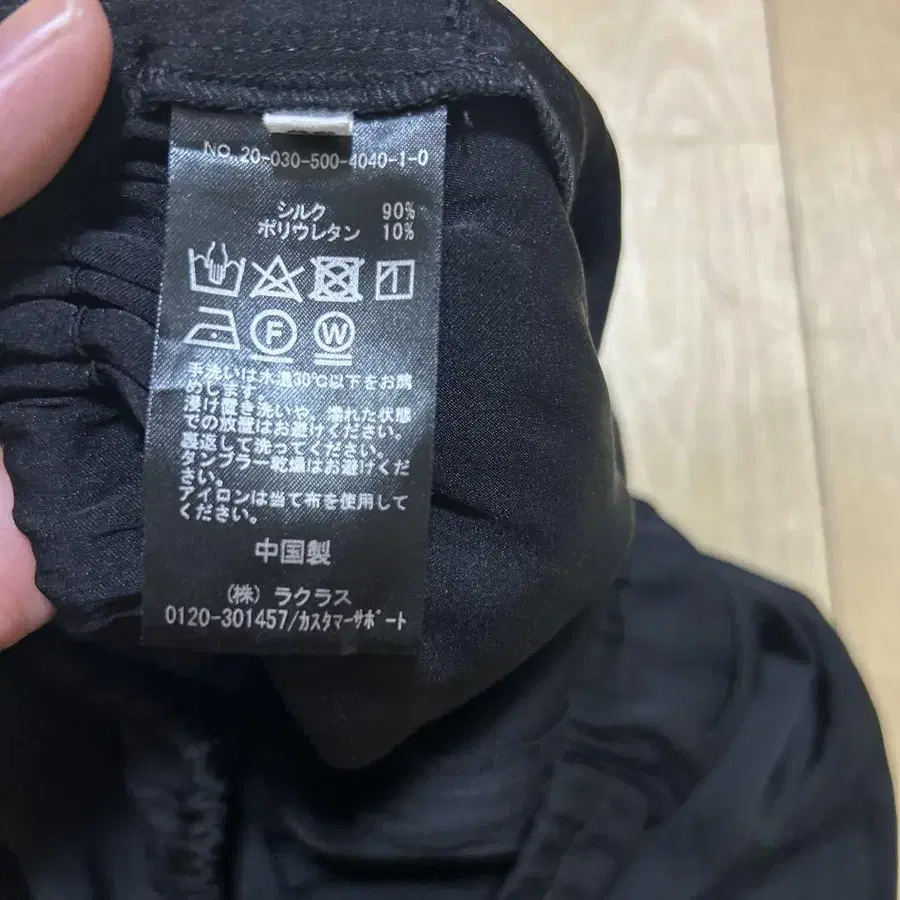 NO.20-030-500-4040-1-0
シルク 90%
ポリウレタン 10%
F W
手洗いは水温30℃以下をお薦
めします。
浸け置き洗いや、濡れた状態
での放置はお避けください。
裏返して洗ってください。
タンブラー乾燥はお避けくだ
さい。
アイロンは当て布を使用して
ください。
中国製
(株) ラクラス
0120-301457/カスタマーサポート